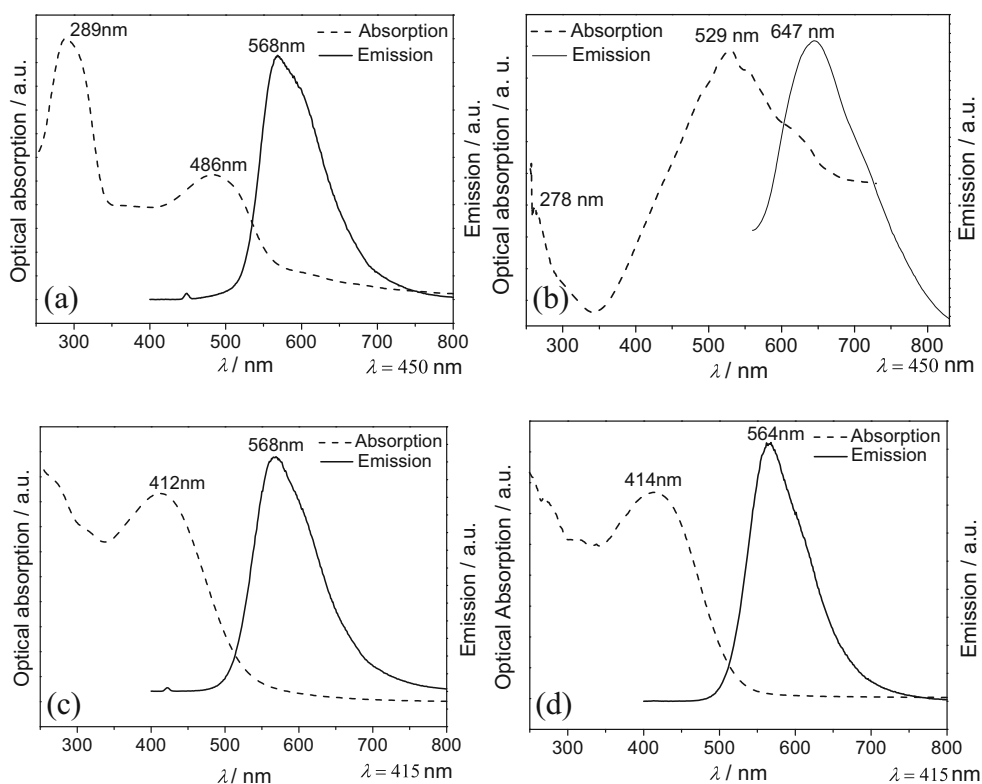 289nm
568nm
Absorption
Emission
486nm
Optical absorption / a.u.
Emission / a.u.
(a)
300 400 500 600 700 800
λ / nm
λ = 450 nm
Absorption
Emission
529 nm
647 nm
278 nm
Optical absorption / a.u.
Emission / a.u.
(b)
300 400 500 600 700 800
λ / nm
λ = 450 nm
568nm
Absorption
Emission
412nm
Optical absorption / a.u.
Emission / a.u.
(c)
300 400 500 600 700 800
λ / nm
λ = 415 nm
564nm
Absorption
Emission
414nm
Optical Absorption / a.u.
Emission / a.u.
(d)
300 400 500 600 700 800
λ / nm
λ = 415 nm